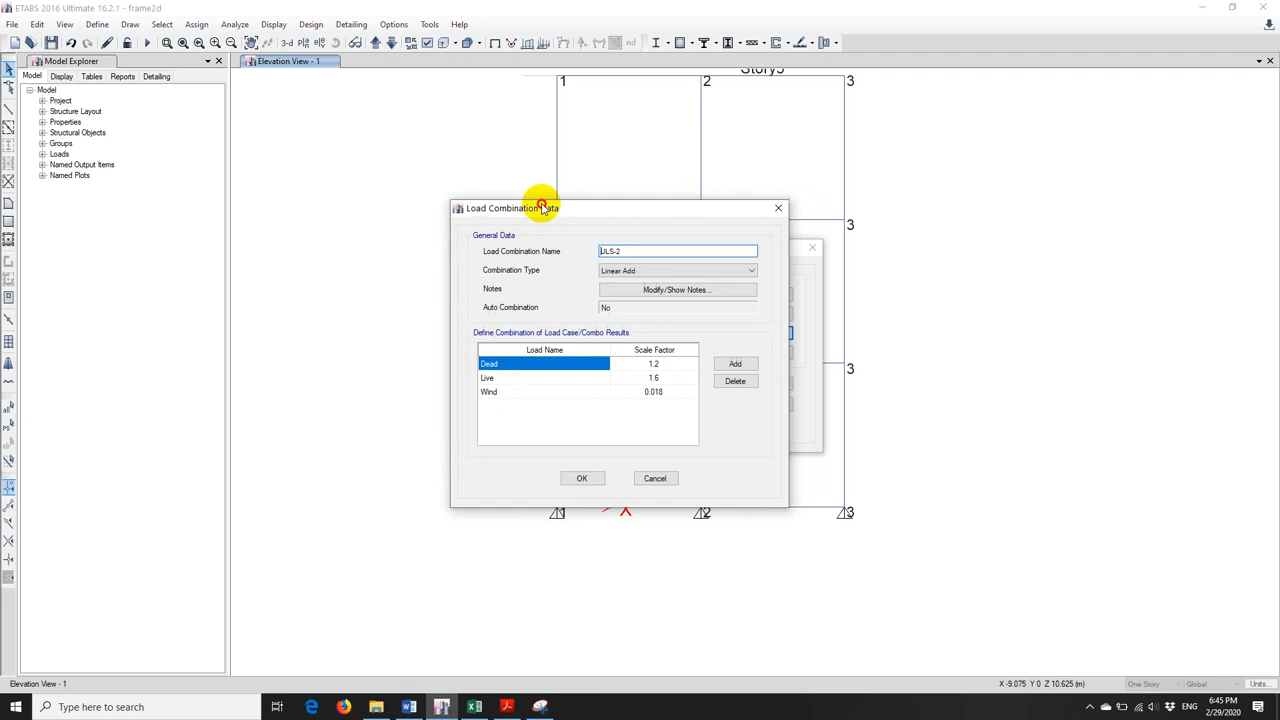 ETABS 2016 Ultimate 16.2.1 - frame2d
File Edit View Define Draw Select Assign Analyze Display Design Detailing Options Tools Help
3-d
nd
Model Explorer
Elevation View - 1
Model Display Tables Reports Detailing
Model
Project
Structure Layout
Properties
Structural Objects
Groups
Loads
Named Output Items
Named Plots
Story5
1 2 3
3
3
1 2 3
X
Load Combination Data
General Data
Load Combination Name ULS-2
Combination Type Linear Add
Notes Modify/Show Notes...
Auto Combination No
Define Combination of Load Case/Combo Results
Load Name Scale Factor
Dead 1.2
Live 1.6
Wind 0.018
Add
Delete
OK Cancel
Elevation View - 1
X -9.075 Y 0 Z 10.625 (m)
One Story Global Units...
Type here to search
6:45 PM
2/29/2020